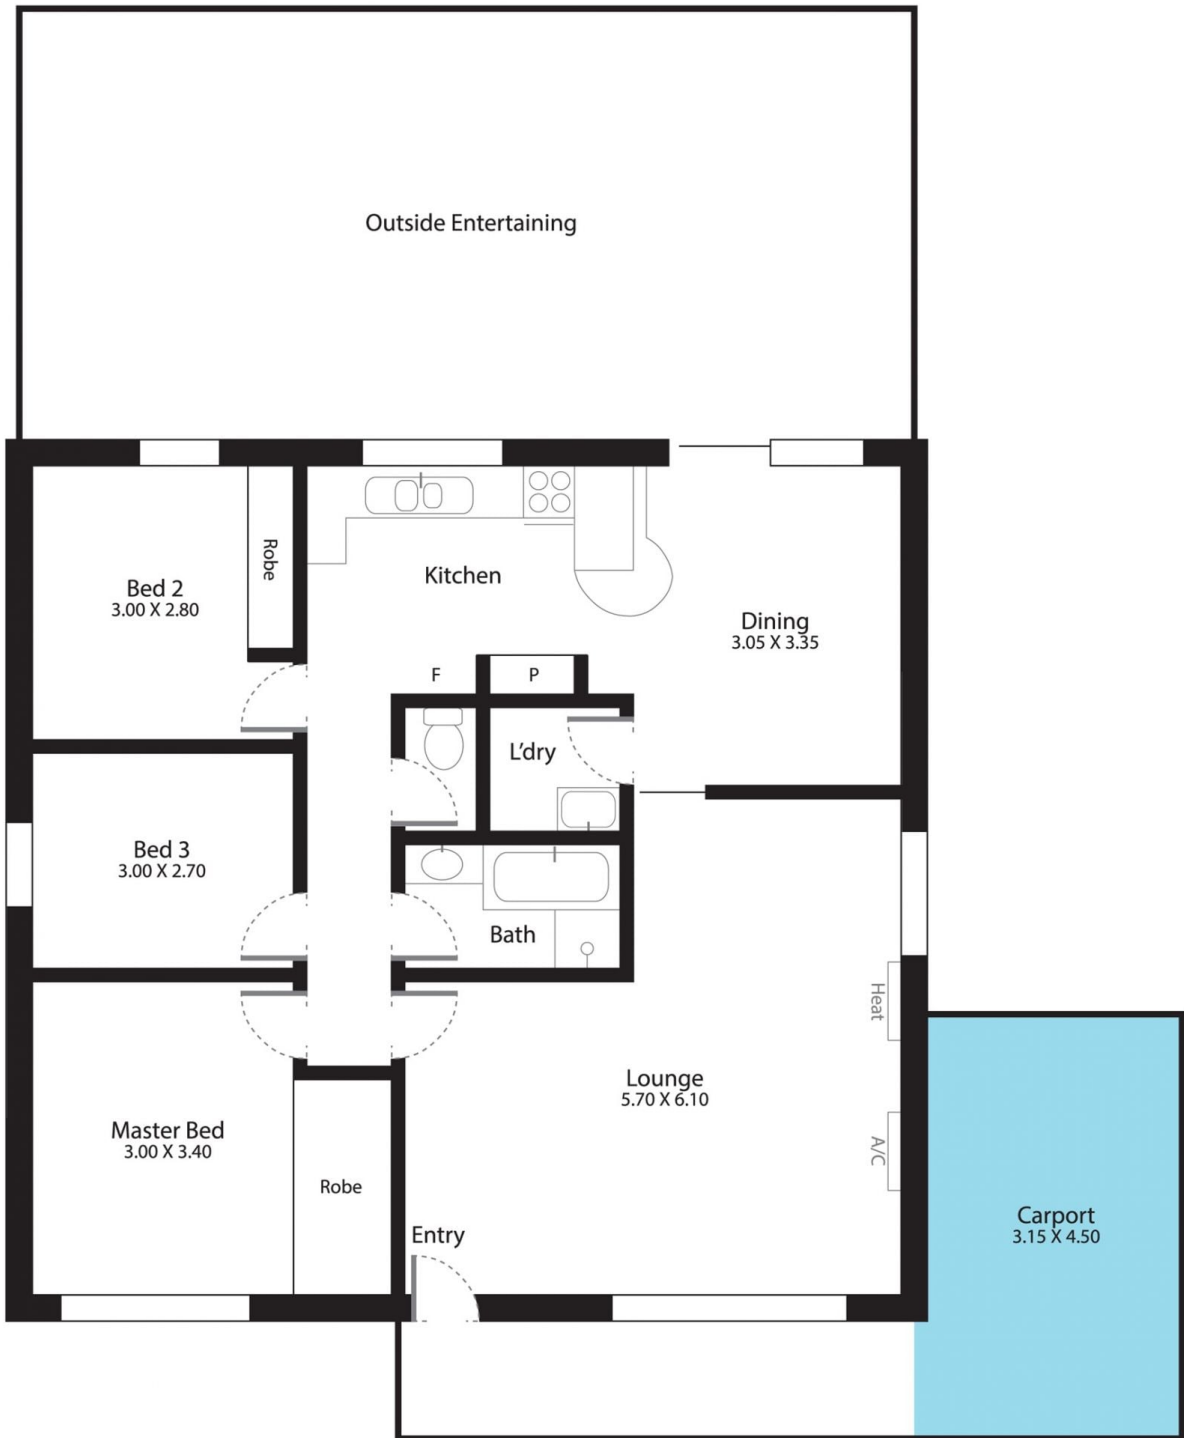 Outside Entertaining
Bed 2
3.00 X 2.80
Robe
Kitchen
Dining
3.05 X 3.35
F
P
L'dry
Bed 3
3.00 X 2.70
Bath
Heat
Lounge
5.70 X 6.10
A/C
Master Bed
3.00 X 3.40
Robe
Entry
Carport
3.15 X 4.50